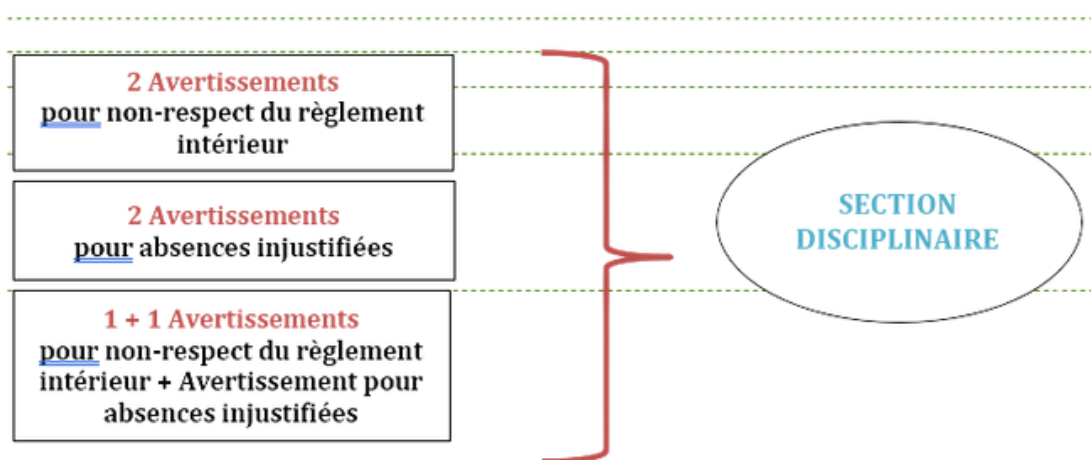 2 Avertissements
pour non-respect du règlement
intérieur
2 Avertissements
pour absences injustifiées
1 + 1 Avertissements
pour non-respect du règlement
intérieur + Avertissement pour
absences injustifiées
SECTION
DISCIPLINAIRE